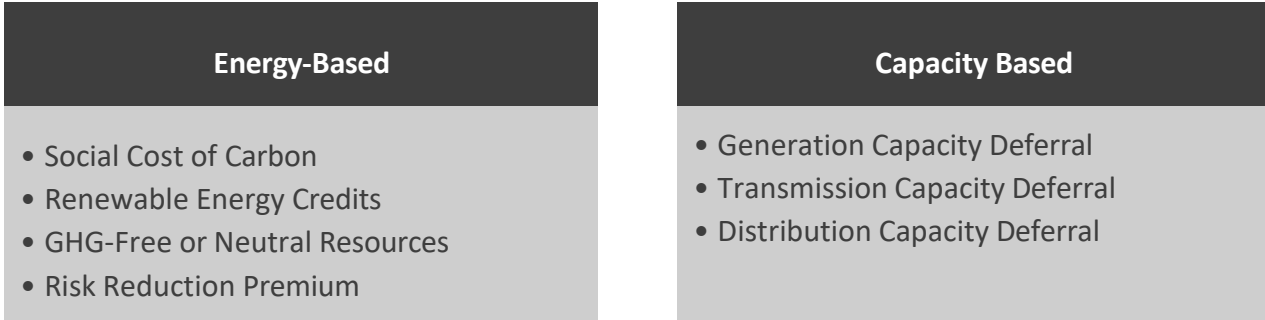 Energy-Based
• Social Cost of Carbon
• Renewable Energy Credits
• GHG-Free or Neutral Resources
• Risk Reduction Premium
Capacity Based
• Generation Capacity Deferral
• Transmission Capacity Deferral
• Distribution Capacity Deferral